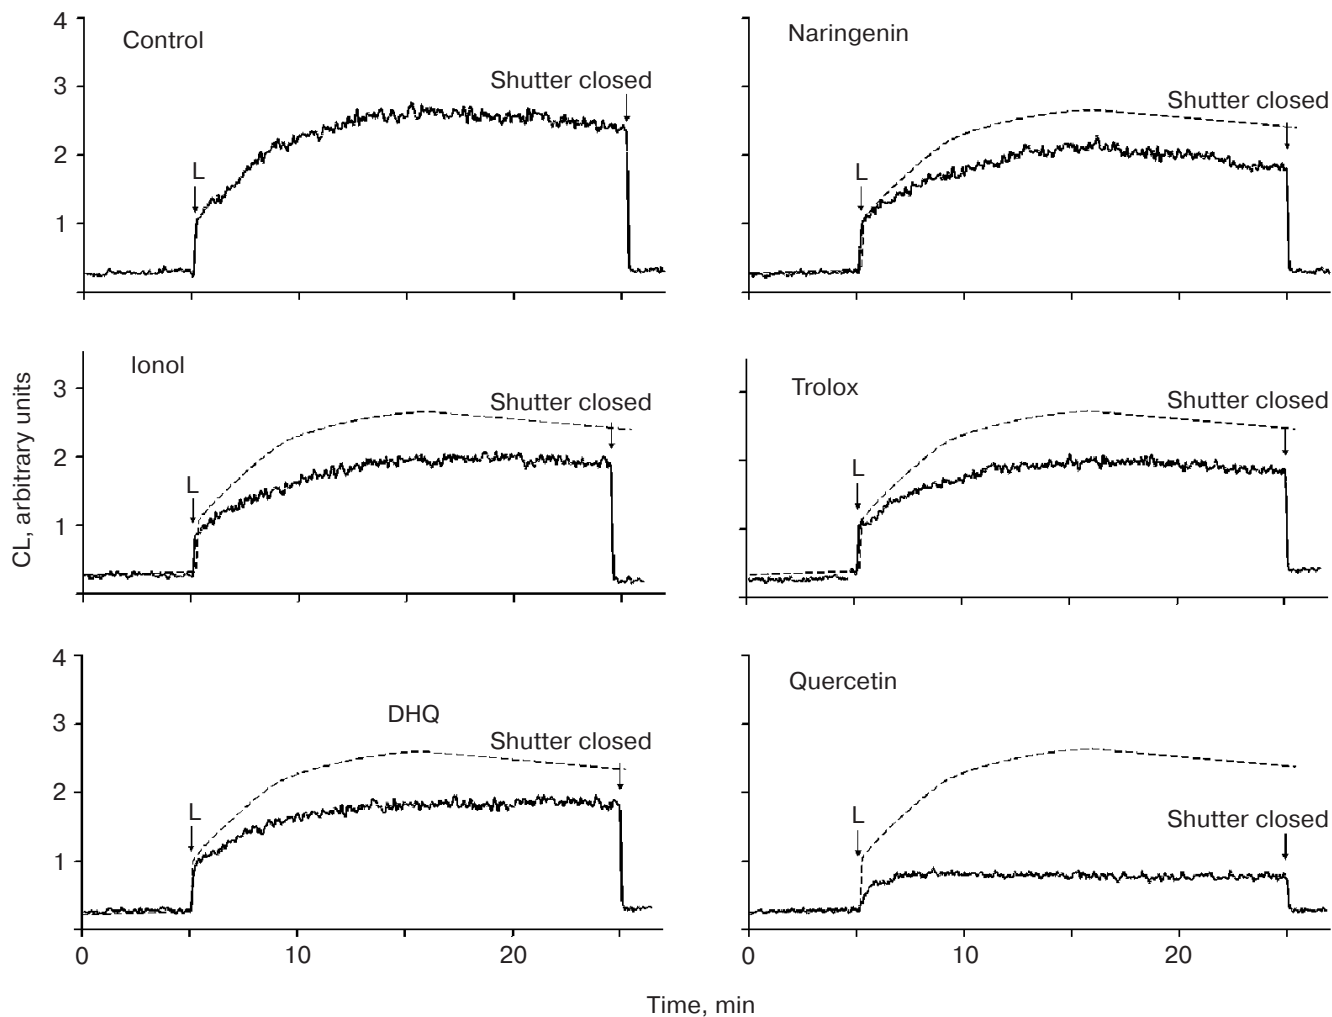 4
Control
Naringenin
3
Shutter closed
Shutter closed
2
L
L
1
Ionol
3
Trolox
Shutter closed
Shutter closed
2
L
L
1
CL, arbitrary units
4
Quercetin
3
DHQ
Shutter closed
2
L
L
Shutter closed
1
0
10
20
0
10
20
Time, min